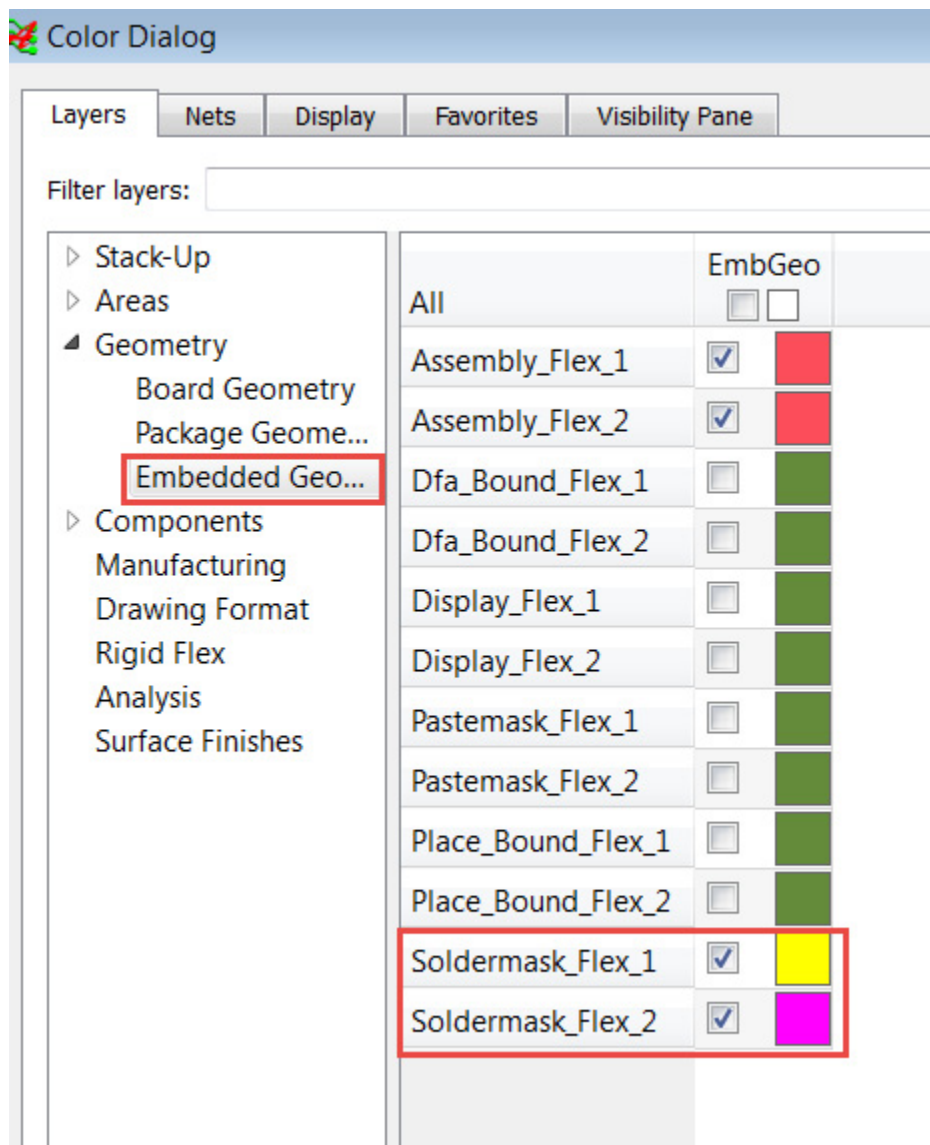 Color Dialog
Layers
Nets
Display
Favorites
Visibility Pane
Filter layers:
Stack-Up
Areas
Geometry
Board Geometry
Package Geome...
Embedded Geo...
Components
Manufacturing
Drawing Format
Rigid Flex
Analysis
Surface Finishes
All
EmbGeo
Assembly_Flex_1
Assembly_Flex_2
Dfa_Bound_Flex_1
Dfa_Bound_Flex_2
Display_Flex_1
Display_Flex_2
Pastemask_Flex_1
Pastemask_Flex_2
Place_Bound_Flex_1
Place_Bound_Flex_2
Soldermask_Flex_1
Soldermask_Flex_2